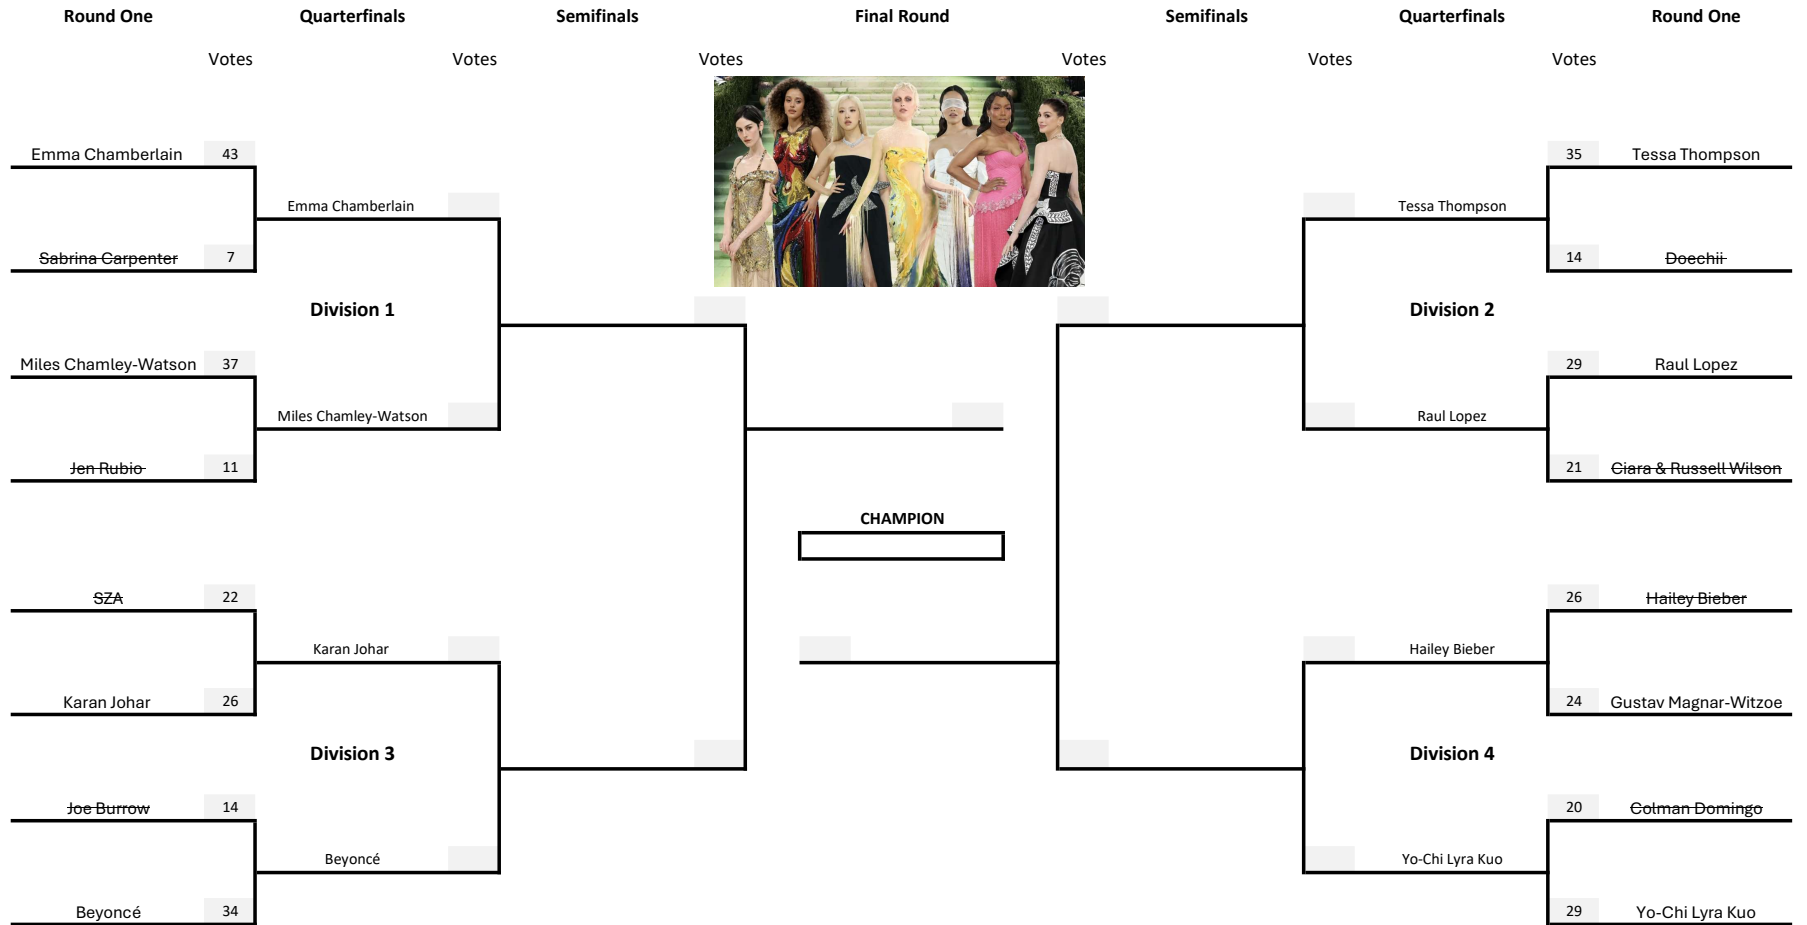 Round One Quarterfinals Semifinals Final Round Semifinals Quarterfinals Round One
Votes Votes Votes Votes Votes Votes
Emma Chamberlain 43 35 Tessa Thompson
Emma Chamberlain Tessa Thompson
Sabrina Carpenter 7 14 Doechii
Division 1 Division 2
Miles Chamley-Watson 37 29 Raul Lopez
Miles Chamley-Watson Raul Lopez
Jen Rubio 11 21 Ciara & Russell Wilson
CHAMPION
SZA 22 26 Hailey Bieber
Karan Johar Hailey Bieber
Karan Johar 26 24 Gustav Magnar-Witzoe
Division 3 Division 4
Joe Burrow 14 20 Colman Domingo
Beyoncé Yo-Chi Lyra Kuo
Beyoncé 34 29 Yo-Chi Lyra Kuo